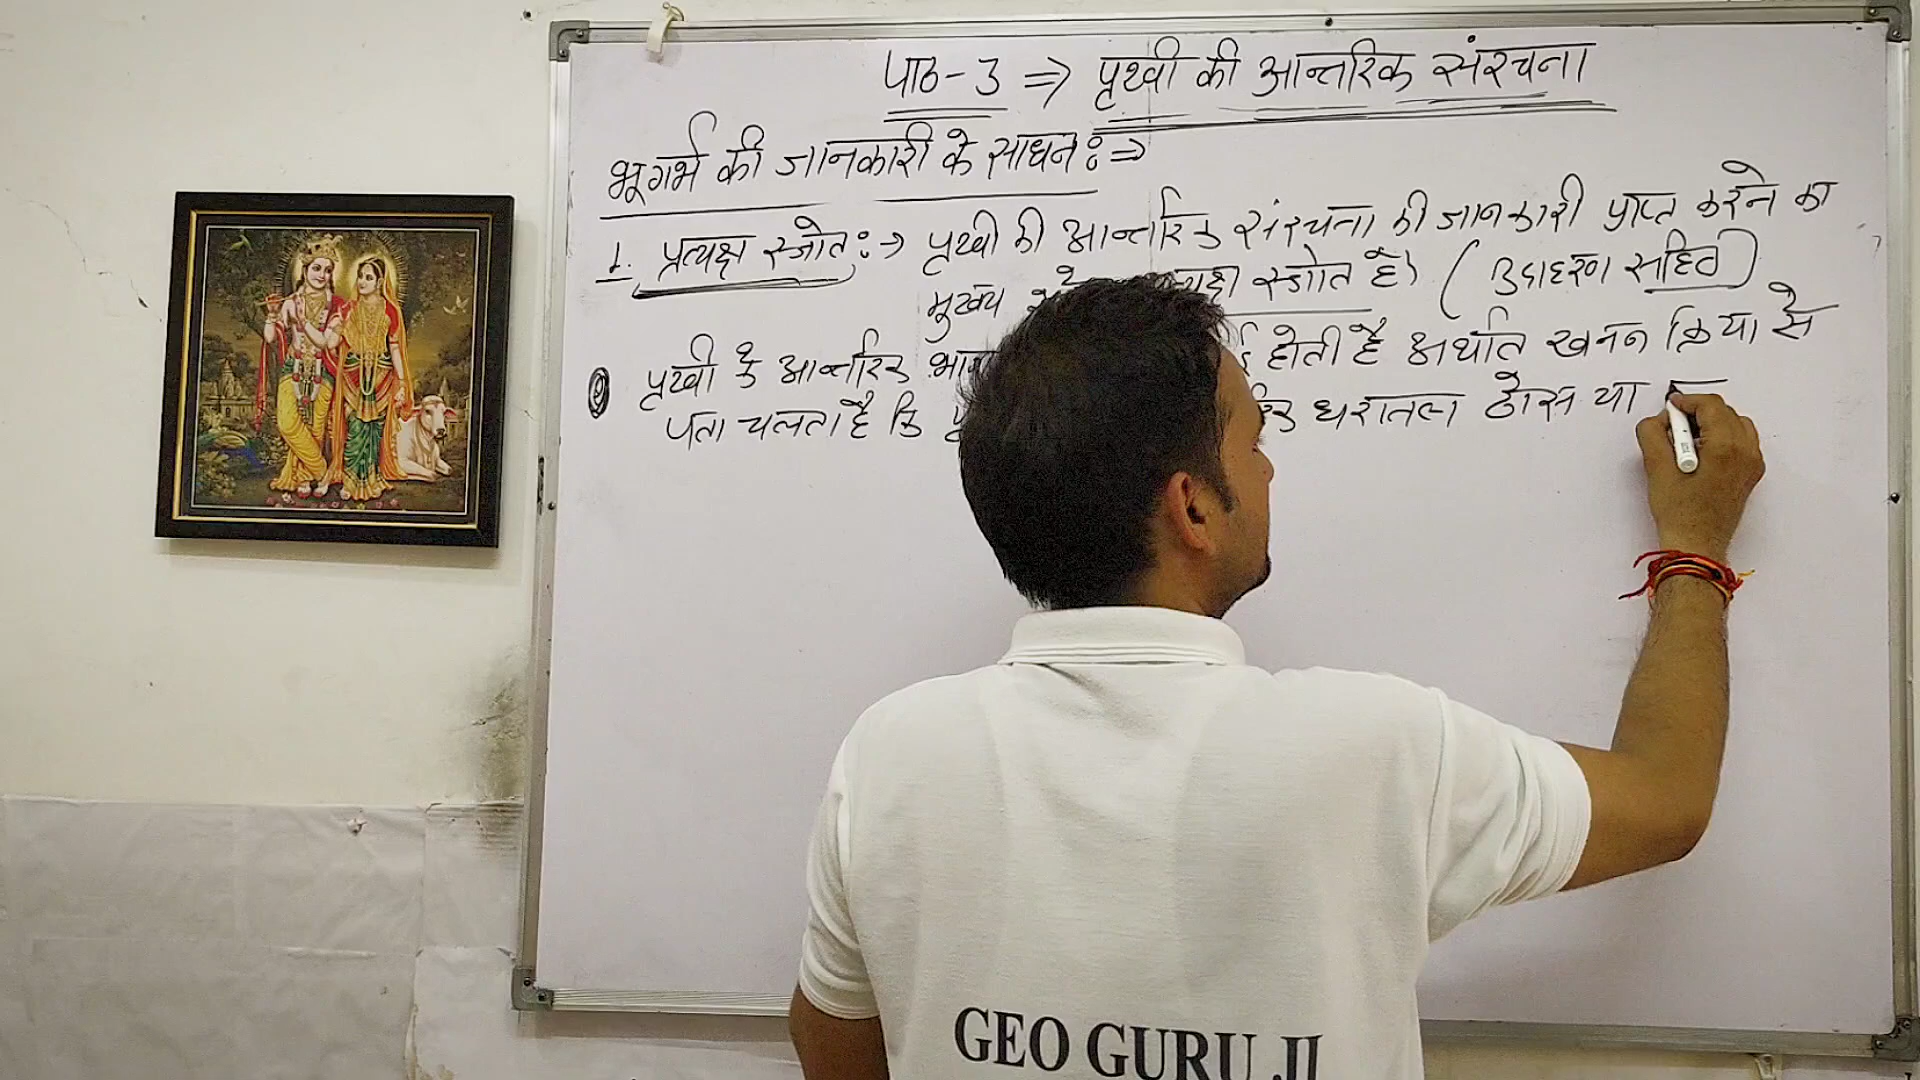 पाठ-3 ⇒ पृथ्वी की आन्तरिक संरचना
भूगर्भ की जानकारी के साधन :⇒
1. प्रत्यक्ष स्त्रोत :→ पृथ्वी की आन्तरिक संरचना की जानकारी प्राप्त करने का
मुख्य स्त्रोत है। (उदाहरण सहित)
पृथ्वी के आन्तरिक होती है अर्थात खनन क्रिया से
पता चलता है कि धरातल ठोस या
GEO GURU JI